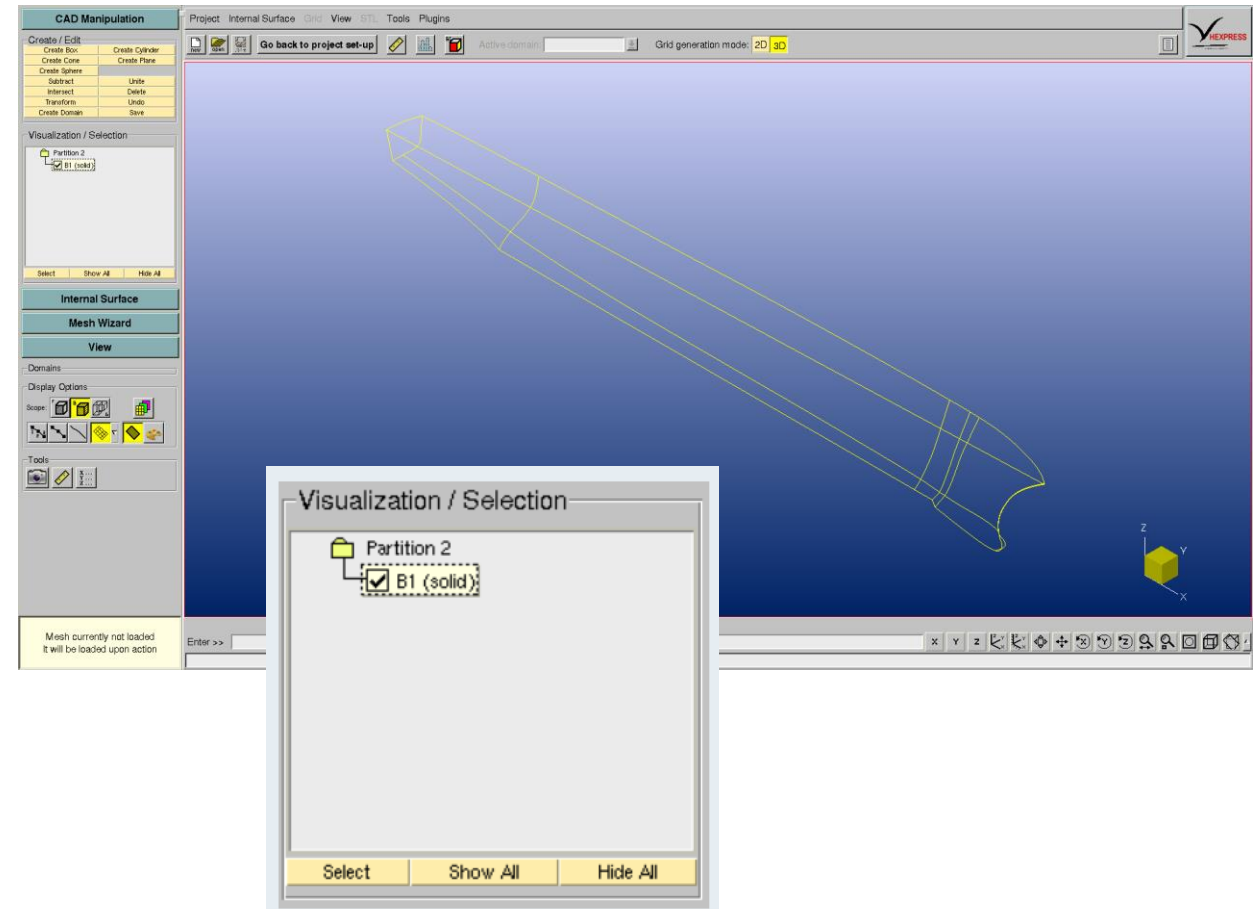 CAD Manipulation
Project Internal Surface Grid View STL Tools Plugins
Go back to project set-up
Active domain:
Grid generation mode: 2D 3D
HEXPRESS
Create / Edit
Create Box Create Cylinder
Create Cone Create Plane
Create Sphere
Subtract Unite
Intersect Delete
Transform Undo
Create Domain Save
Visualization / Selection
Partition 2
B1 (solid)
Select Show All Hide All
Internal Surface
Mesh Wizard
View
Domains
Display Options
Scope:
Tools
Mesh currently not loaded
It will be loaded upon action
Enter >>
Z
Y
X
X Y Z
Visualization / Selection
Partition 2
B1 (solid)
Select Show All Hide All